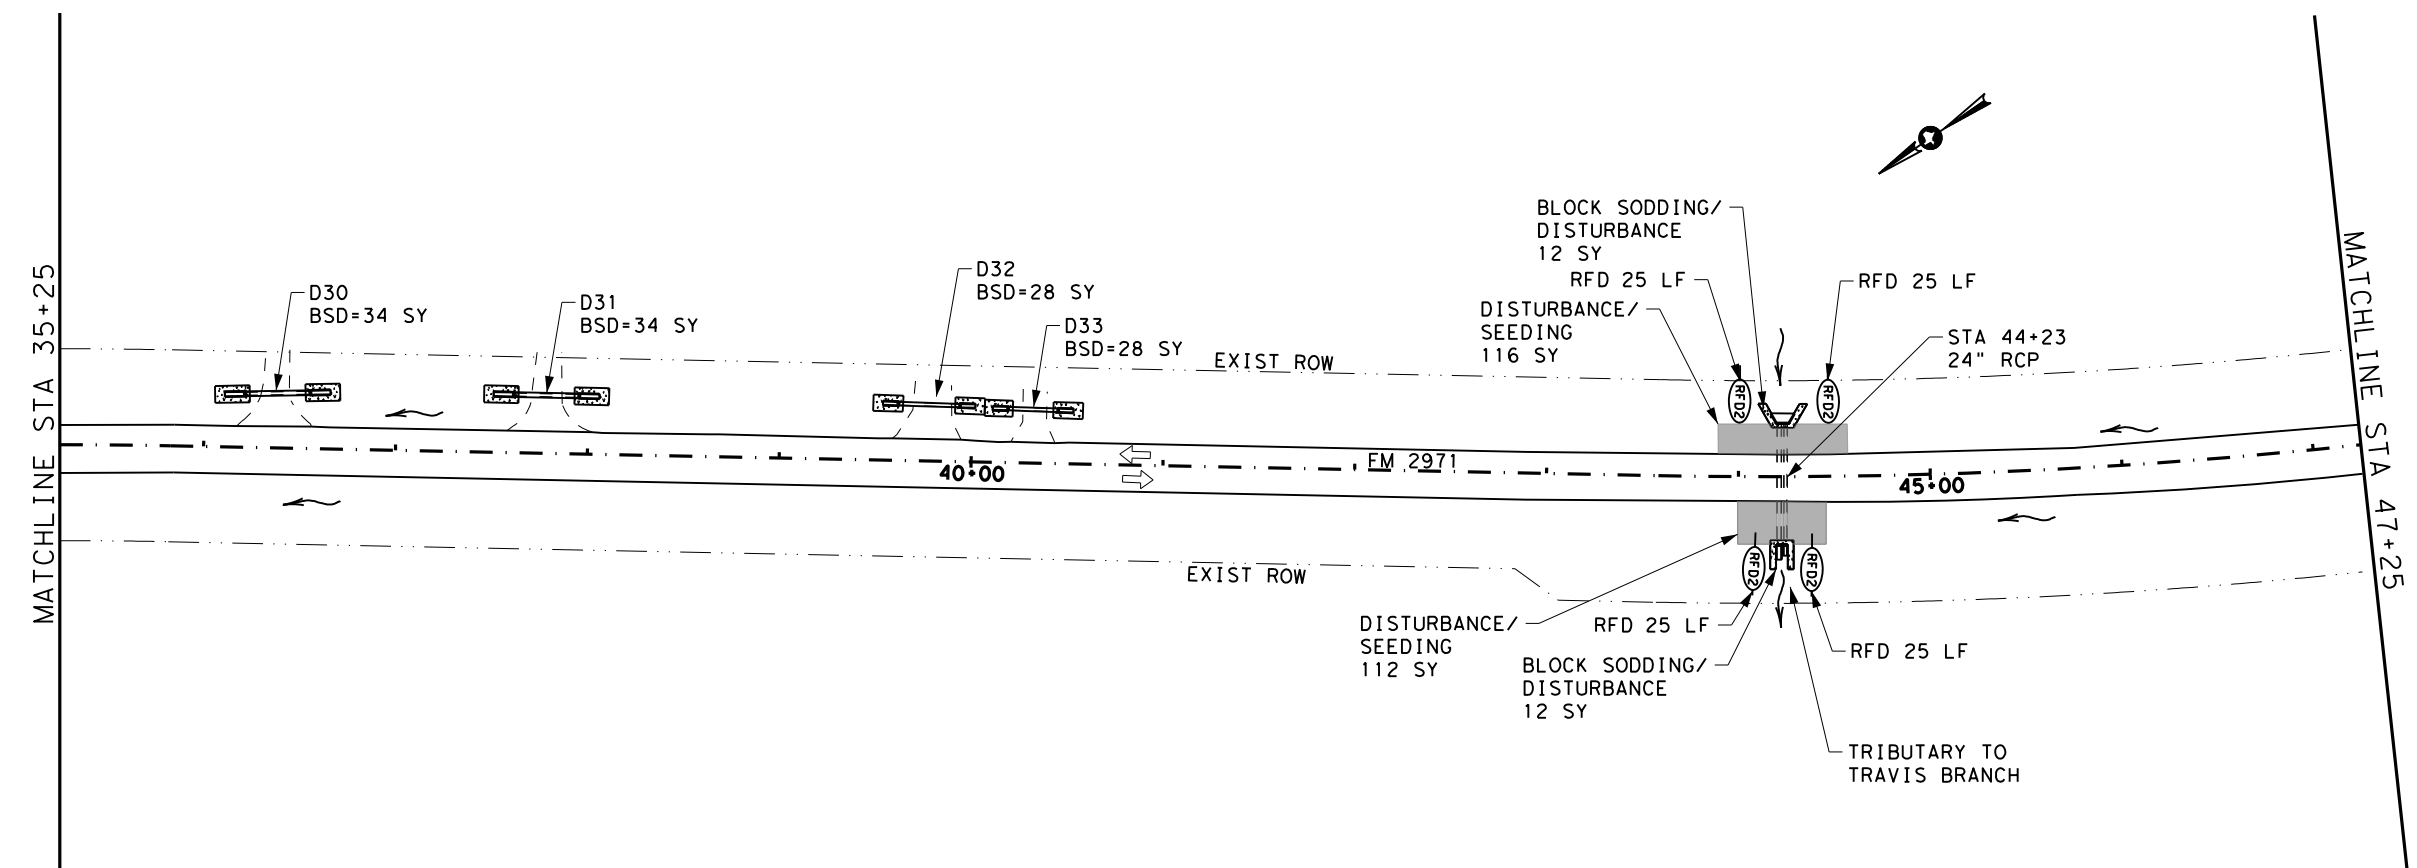 MATCHLINE STA 35+25
D30
BSD=34 SY
D31
BSD=34 SY
D32
BSD=28 SY
D33
BSD=28 SY
EXIST ROW
BLOCK SODDING/
DISTURBANCE
12 SY
RFD 25 LF
DISTURBANCE/
SEEDING
116 SY
RFD 25 LF
STA 44+23
24" RCP
RFD2
RFD2
40+00
FM 2971
45+00
EXIST ROW
RFD2
RFD2
DISTURBANCE/
SEEDING
112 SY
RFD 25 LF
BLOCK SODDING/
DISTURBANCE
12 SY
RFD 25 LF
TRIBUTARY TO
TRAVIS BRANCH
MATCHLINE STA 47+25